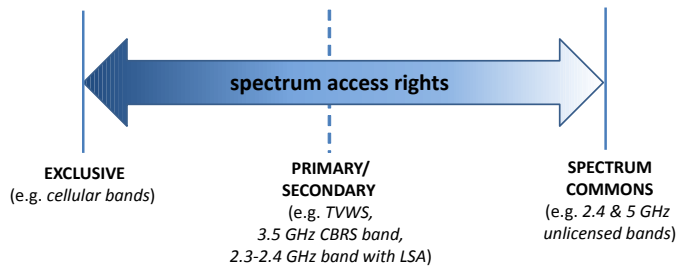 spectrum access rights
EXCLUSIVE
(e.g. cellular bands)
PRIMARY/
SECONDARY
(e.g. TVWS,
3.5 GHz CBRS band,
2.3-2.4 GHz band with LSA)
SPECTRUM
COMMONS
(e.g. 2.4 & 5 GHz
unlicensed bands)